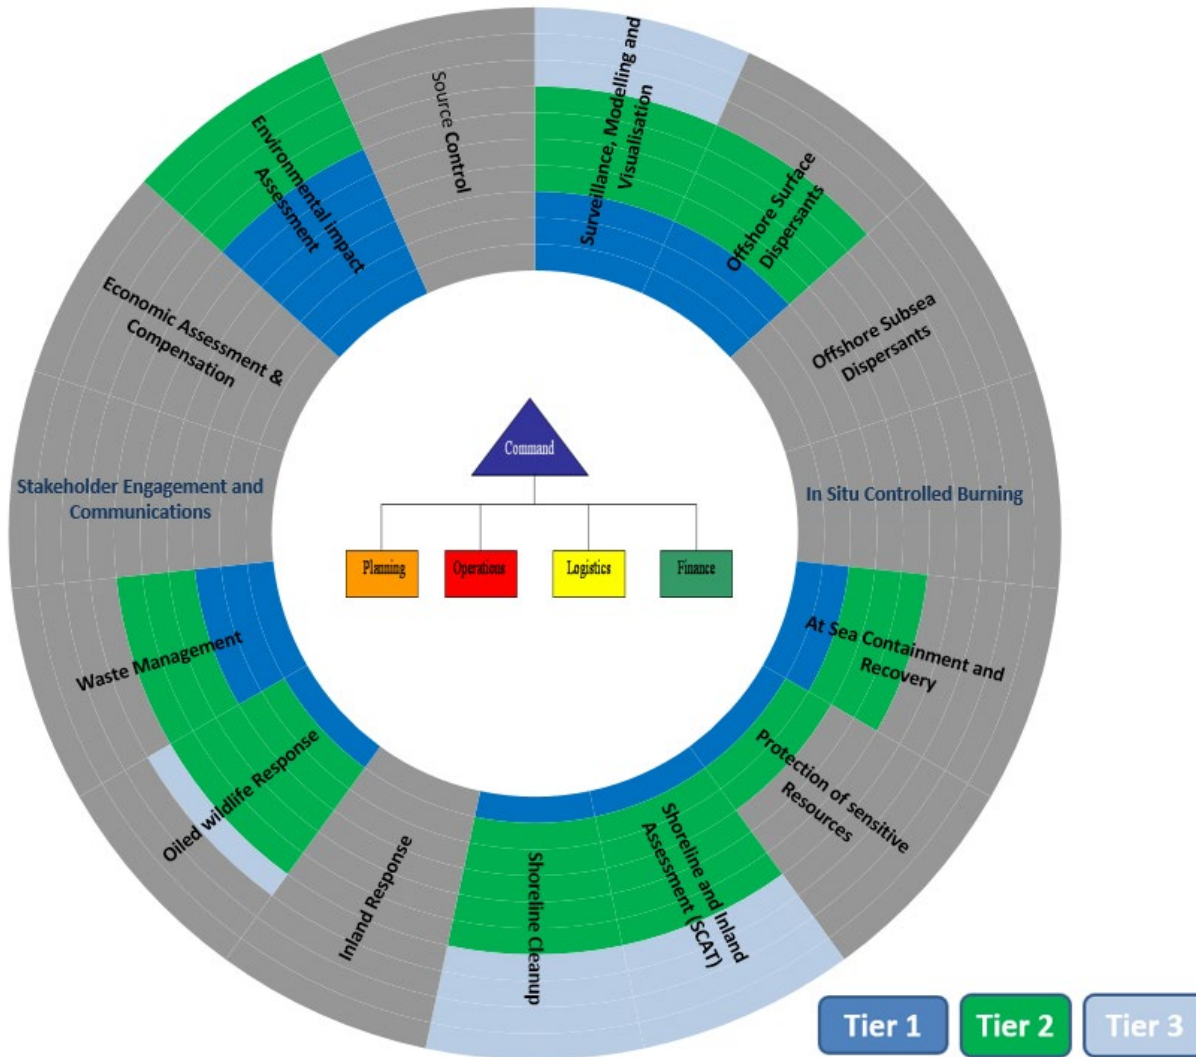 Source Control
Surveillance, Modelling and
Visualisation
Offshore Surface
Dispersants
Offshore Subsea
Dispersants
In Situ Controlled Burning
At Sea Containment and
Recovery
Protection of sensitive
Resources
Shoreline and Inland
Assessment (SCAT)
Shoreline Cleanup
Inland Response
Oiled wildlife Response
Waste Management
Stakeholder Engagement and
Communications
Economic Assessment &
Compensation
Environmental impact
Assessment
Command
Planning
Operations
Logistics
Finance
Tier 1
Tier 2
Tier 3